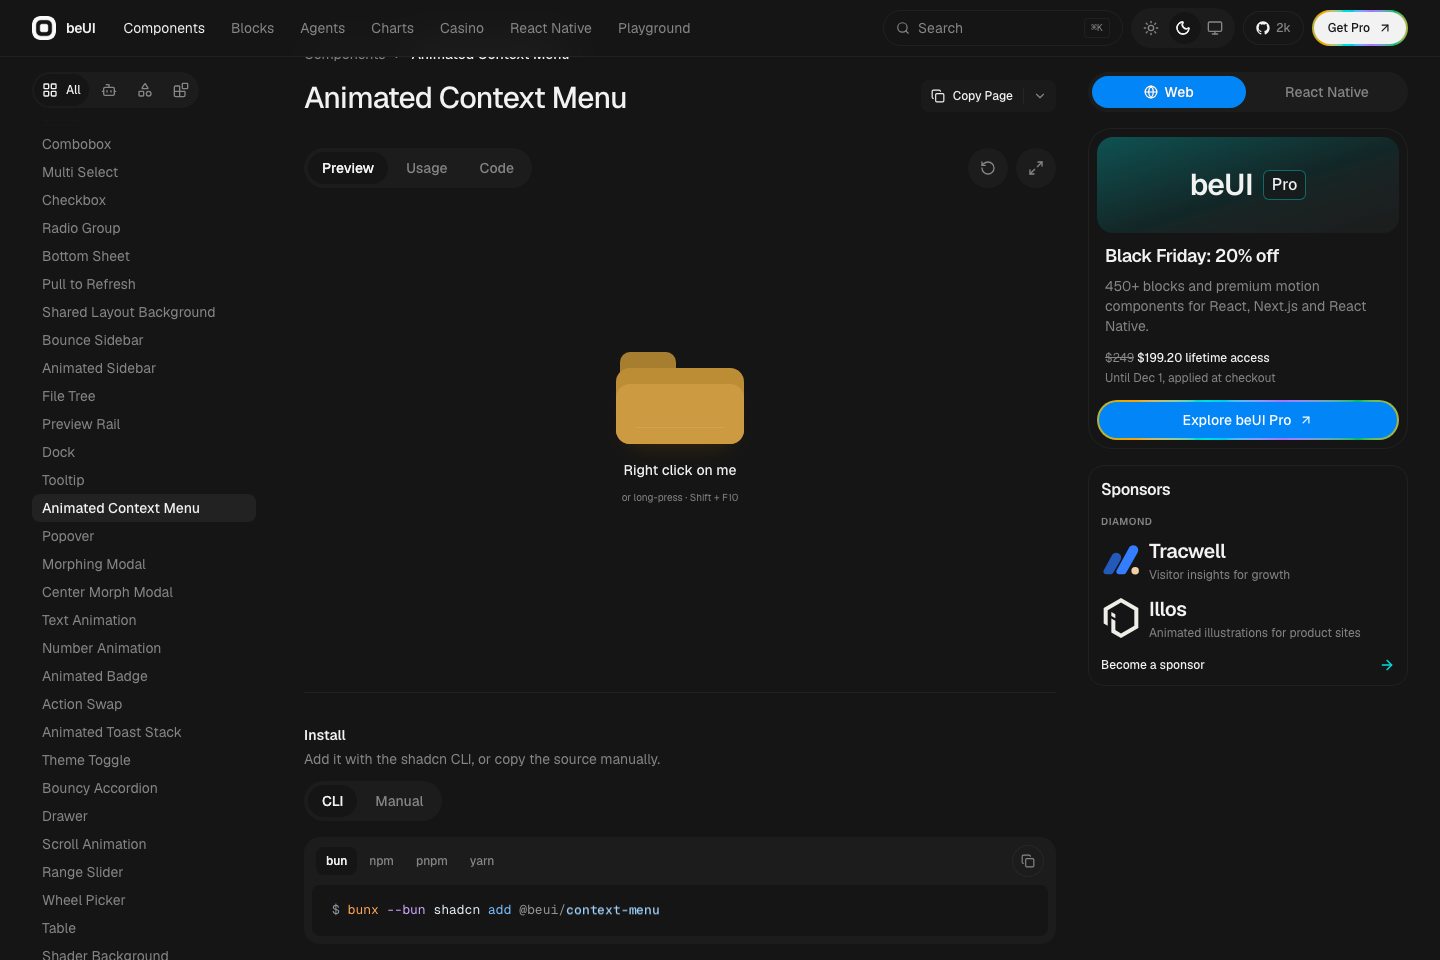 beUI
Components
Blocks
Agents
Charts
Casino
React Native
Playground
Search
⌘K
2k
Get Pro
All
Combobox
Multi Select
Checkbox
Radio Group
Bottom Sheet
Pull to Refresh
Shared Layout Background
Bounce Sidebar
Animated Sidebar
File Tree
Preview Rail
Dock
Tooltip
Animated Context Menu
Popover
Morphing Modal
Center Morph Modal
Text Animation
Number Animation
Animated Badge
Action Swap
Animated Toast Stack
Theme Toggle
Bouncy Accordion
Drawer
Scroll Animation
Range Slider
Wheel Picker
Table
Shader Background
Components > Animated Context Menu
Animated Context Menu
Copy Page
Preview
Usage
Code
Right click on me
or long-press · Shift + F10
Install
Add it with the shadcn CLI, or copy the source manually.
CLI
Manual
bun
npm
pnpm
yarn
$ bunx --bun shadcn add @beui/context-menu
Web
React Native
beUI Pro
Black Friday: 20% off
450+ blocks and premium motion
components for React, Next.js and React
Native.
$249 $199.20 lifetime access
Until Dec 1, applied at checkout
Explore beUI Pro
Sponsors
DIAMOND
Tracwell
Visitor insights for growth
Illos
Animated illustrations for product sites
Become a sponsor